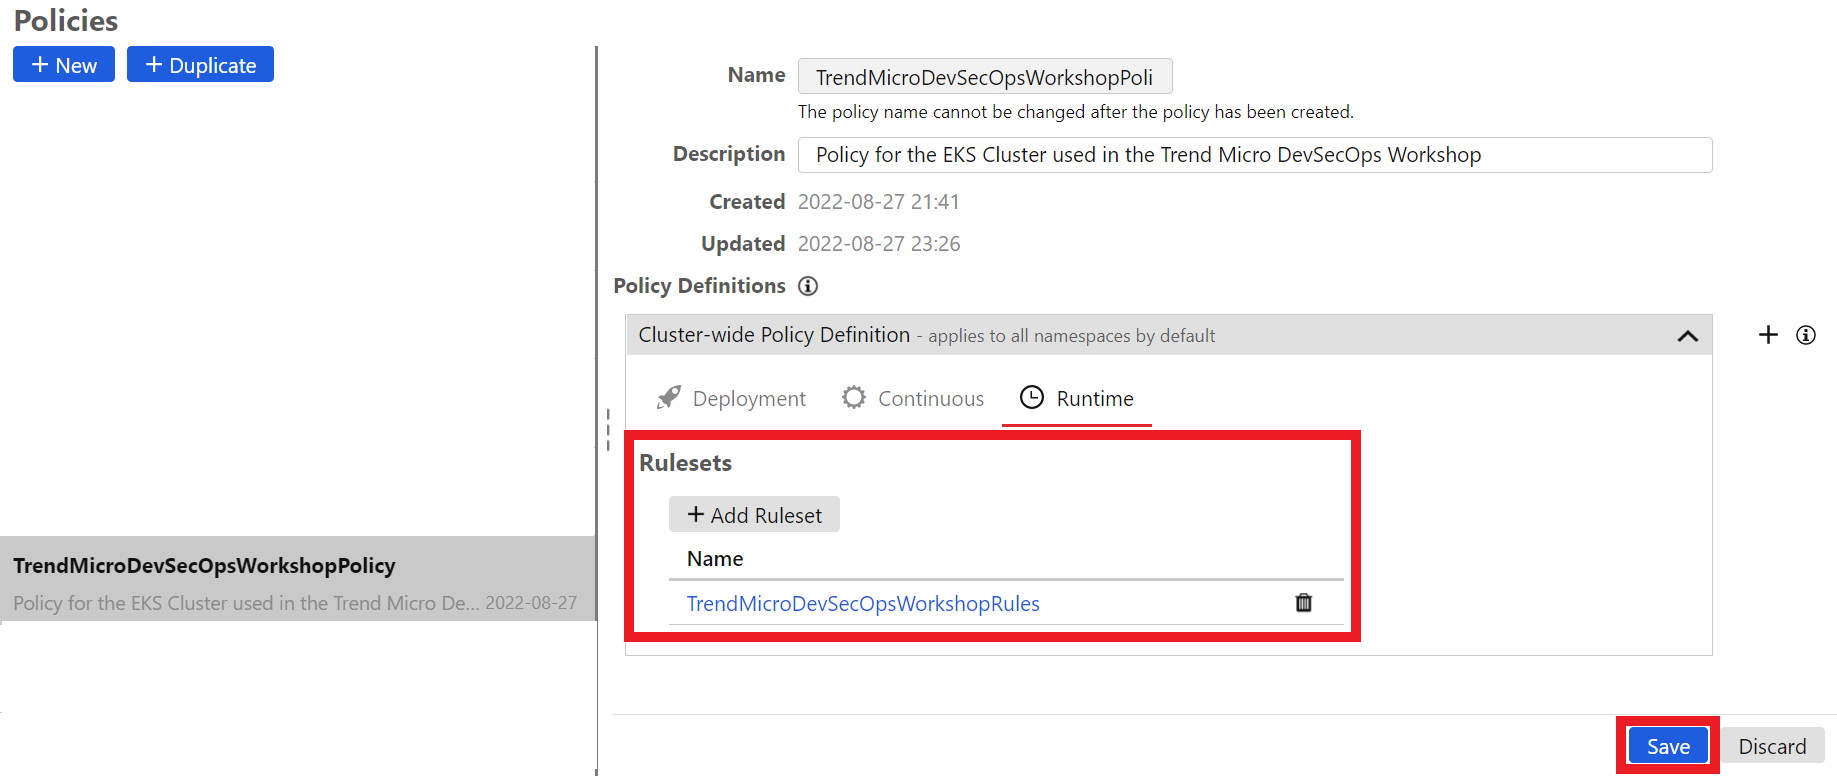 Policies
+ New
+ Duplicate
TrendMicroDevSecOpsWorkshopPolicy
Policy for the EKS Cluster used in the Trend Micro De... 2022-08-27
Name TrendMicroDevSecOpsWorkshopPoli
The policy name cannot be changed after the policy has been created.
Description Policy for the EKS Cluster used in the Trend Micro DevSecOps Workshop
Created 2022-08-27 21:41
Updated 2022-08-27 23:26
Policy Definitions
Cluster-wide Policy Definition - applies to all namespaces by default
Deployment Continuous Runtime
Rulesets
+ Add Ruleset
Name
TrendMicroDevSecOpsWorkshopRules
Save Discard